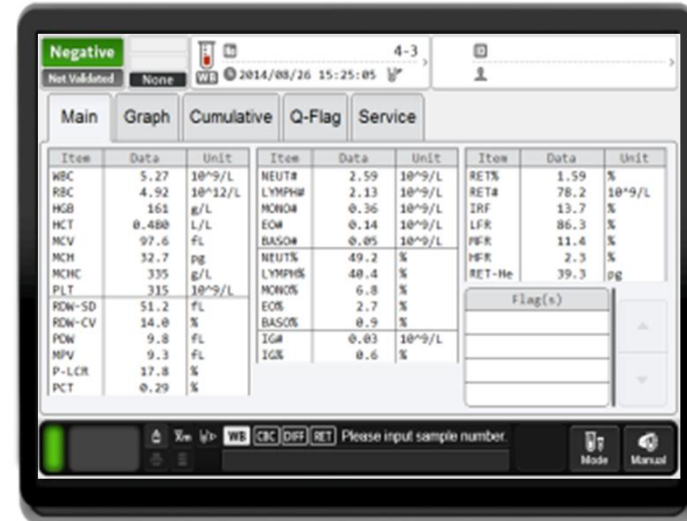 Negative
4-3
Not Validated None WB 2014/08/26 15:25:05
Main Graph Cumulative Q-Flag Service
Item Data Unit
WBC 5.27 10^9/L
RBC 4.92 10^12/L
HGB 161 g/L
HCT 0.480 L/L
MCV 97.6 fL
MCH 32.7 pg
MCHC 335 g/L
PLT 315 10^9/L
RDW-SD 51.2 fL
RDW-CV 14.0 %
PDW 9.8 fL
MPV 9.3 fL
P-LCR 17.8 %
PCT 0.29 %
Item Data Unit
NEUT# 2.59 10^9/L
LYMPH# 2.13 10^9/L
MONO# 0.36 10^9/L
EO# 0.14 10^9/L
BASO# 0.05 10^9/L
NEUT% 49.2 %
LYMPH% 40.4 %
MONO% 6.8 %
EO% 2.7 %
BASO% 0.9 %
IG# 0.03 10^9/L
IG% 0.6 %
Item Data Unit
RET% 1.59 %
RET# 78.2 10^9/L
IRF 13.7 %
LFR 86.3 %
MFR 11.4 %
HFR 2.3 %
RET-He 39.3 pg
Flag(s)
WB CBC DIFF RET Please input sample number.
Mode Manual